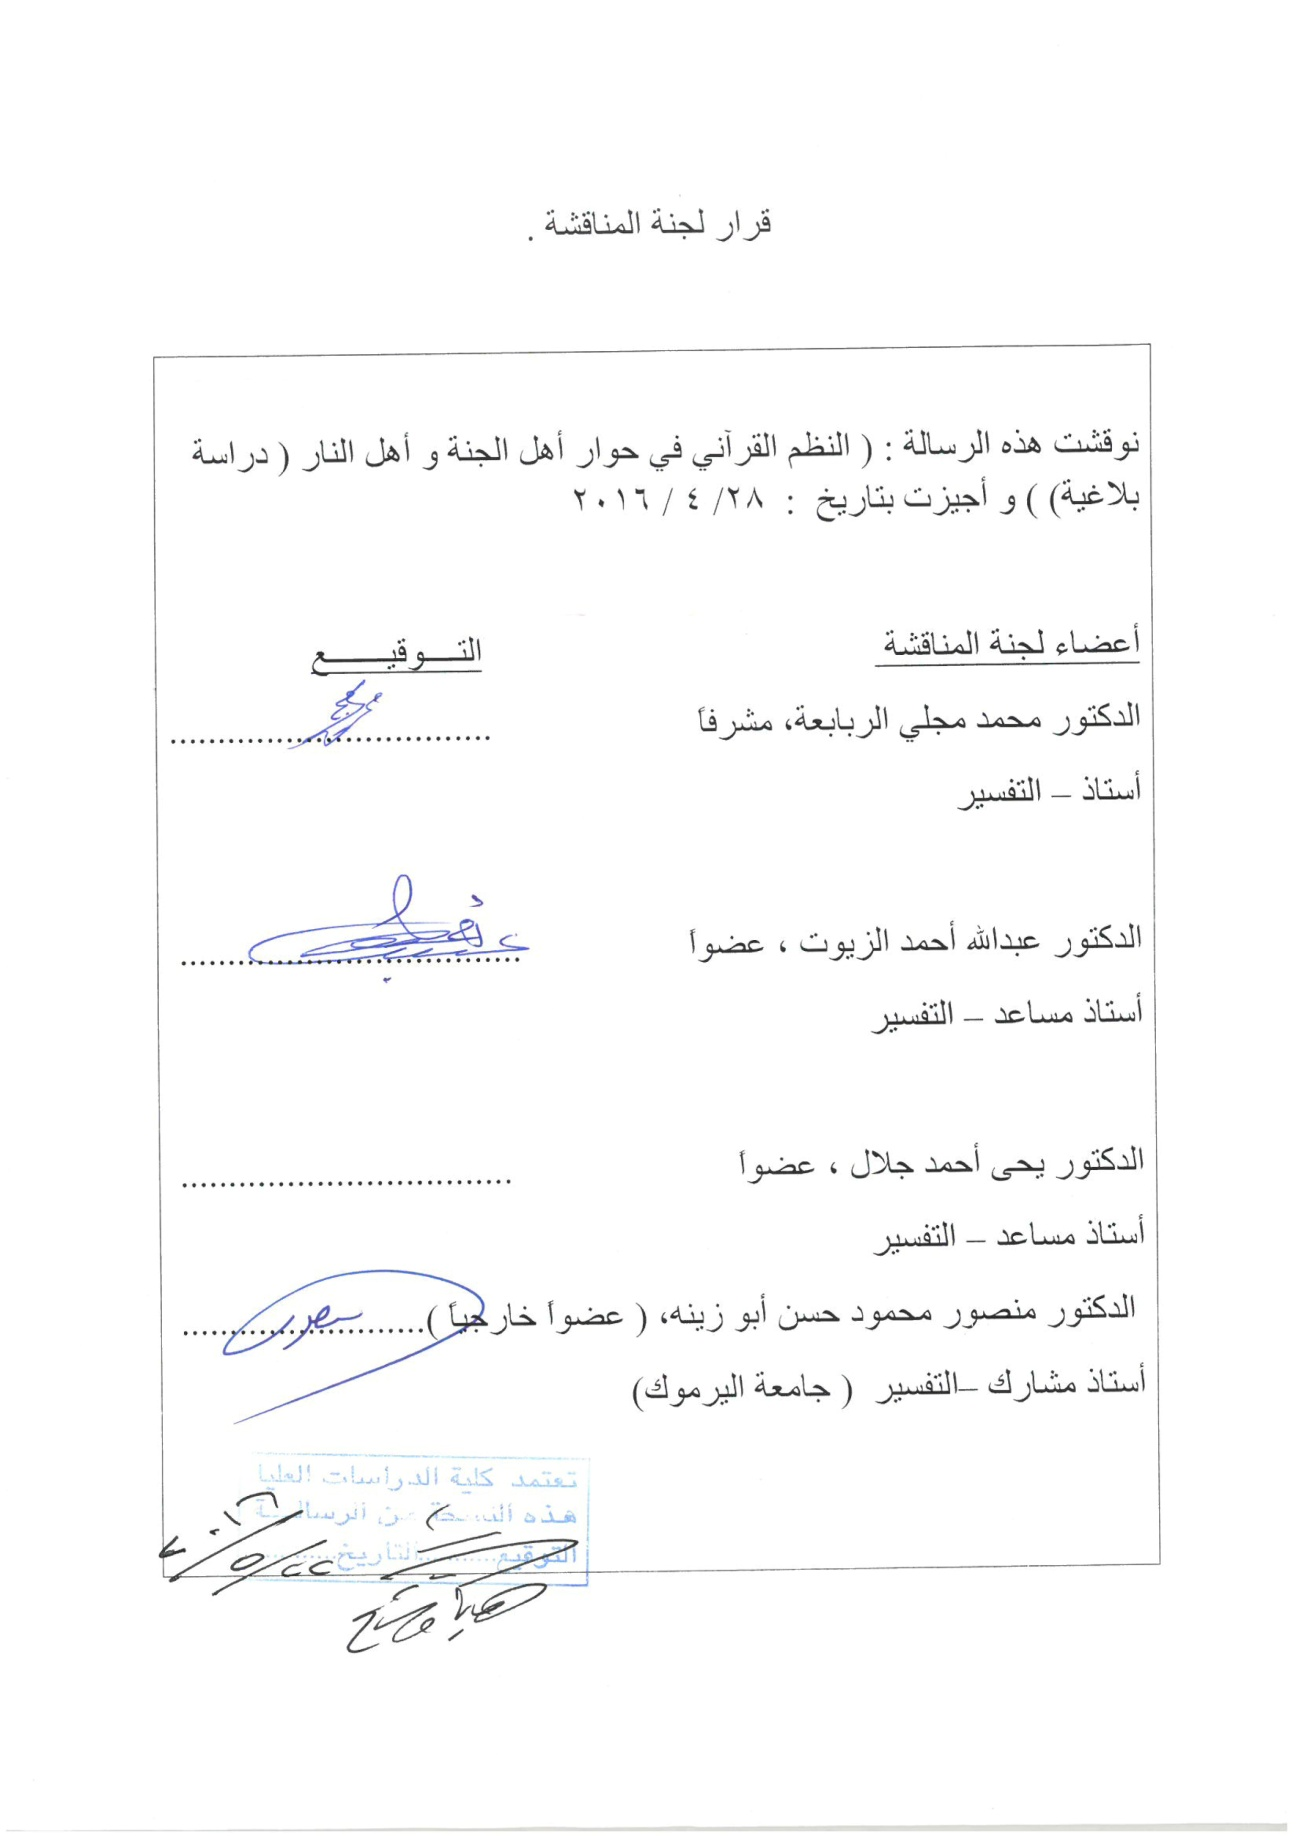 قرار لجنة المناقشة .
نوقشت هذه الرسالة : ( النظم القرآني في حوار أهل الجنة و أهل النار ( دراسة
بلاغية) ) و أجيزت بتاريخ : ٢٨/ ٤ / ٢٠١٦
أعضاء لجنة المناقشة التـــوقيـــــع
الدكتور محمد مجلي الربابعة، مشرفاً ..................................
أستاذ – التفسير
الدكتور عبدالله أحمد الزيوت ، عضواً ...................................
أستاذ مساعد – التفسير
الدكتور يحى أحمد جلال ، عضواً ...................................
أستاذ مساعد – التفسير
الدكتور منصور محمود حسن أبو زينه، ( عضواً خارجياً )..........................
أستاذ مشارك –التفسير ( جامعة اليرموك)
تعتمد كلية الدراسات العليا
هذه النسخة من الرسالة
التوقيع...........التاريخ...........